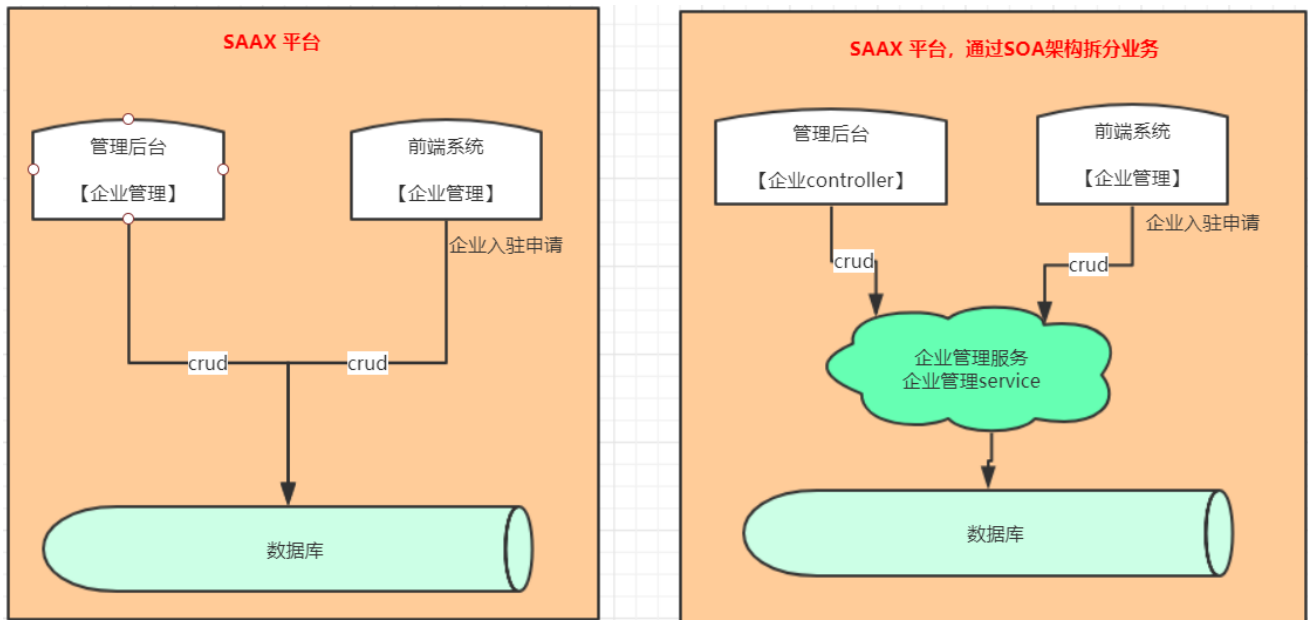 SAAX 平台
管理后台
【企业管理】
前端系统
【企业管理】
企业入驻申请
crud
crud
数据库
SAAX 平台，通过SOA架构拆分业务
管理后台
【企业controller】
前端系统
【企业管理】
企业入驻申请
crud
crud
企业管理服务
企业管理service
数据库